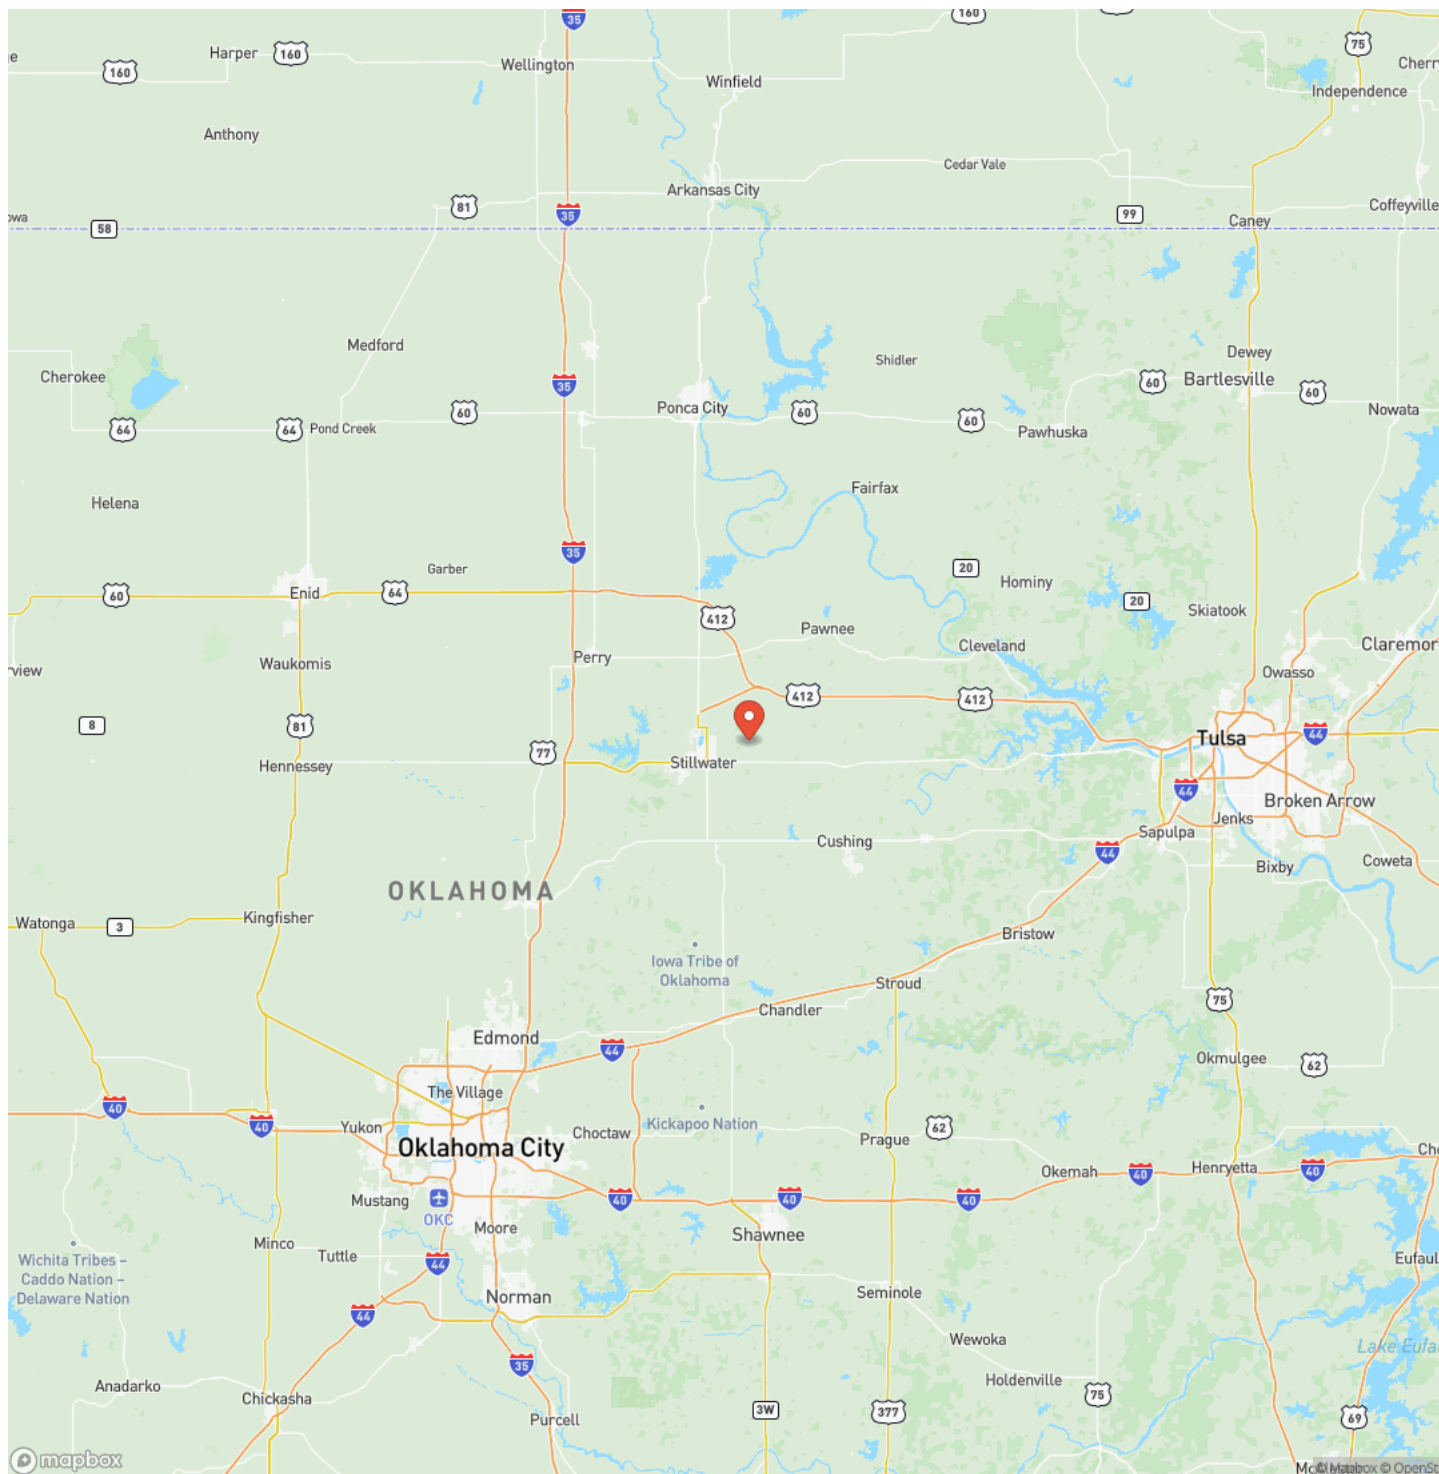 35
160
Harper
160
75
e
Wellington
Winfield
Cherry
Independence
Anthony
Cedar Vale
Arkansas City
81
35
99
Coffeyville
owa
58
Caney
Medford
Dewey
Shidler
Cherokee
35
60
Bartlesville
60
Ponca City
60
60
60
Nowata
64
64
Pond Creek
Pawhuska
Helena
Fairfax
35
Garber
20
Hominy
60
Enid
64
20
Skiatook
412
Pawnee
Cleveland
Claremor
rview
Waukomis
Perry
Owasso
412
412
8
81
44
Tulsa
77
Hennessey
Stillwater
44
Broken Arrow
Jenks
Sapulpa
Cushing
44
Bixby
Coweta
OKLAHOMA
Watonga
3
Kingfisher
Bristow
Iowa Tribe of
Oklahoma
Stroud
75
Chandler
Edmond
44
Okmulgee
62
The Village
40
40
Yukon
Kickapoo Nation
62
Choctaw
Prague
Oklahoma City
Che
Henryetta
40
Okemah
40
Mustang
OKC
40
40
40
Moore
Shawnee
Minco
Tuttle
44
Wichita Tribes –
Caddo Nation –
Delaware Nation
Eufaul
Norman
Seminole
44
Wewoka
Lake Eufau
35
Holdenville
Anadarko
75
Chickasha
3W
377
69
Purcell
mapbox
© Mapbox © OpenSt